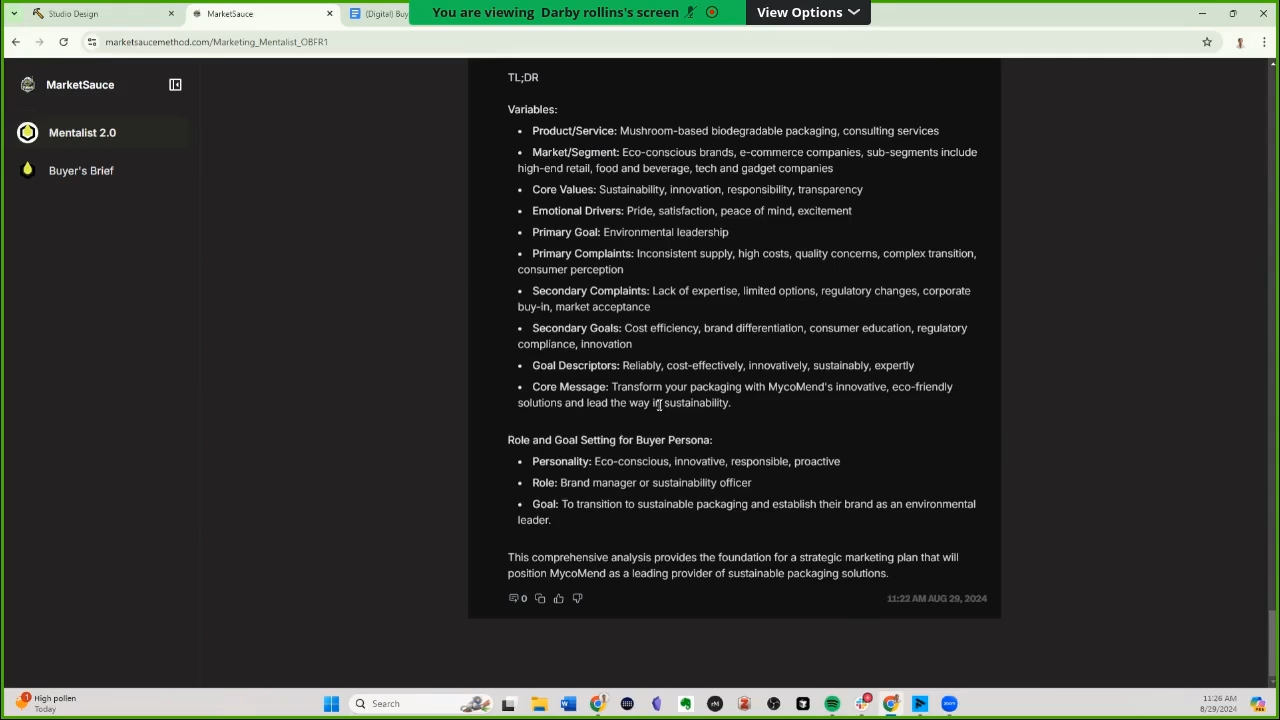 You are viewing Darby rollins's screen
View Options
Studio Design
MarketSauce
(Digital) Buy
marketsaucemethod.com/Marketing_Mentalist_OBFR1
MarketSauce
Mentalist 2.0
Buyer's Brief
TL;DR
Variables:
• Product/Service: Mushroom-based biodegradable packaging, consulting services
• Market/Segment: Eco-conscious brands, e-commerce companies, sub-segments include
high-end retail, food and beverage, tech and gadget companies
• Core Values: Sustainability, innovation, responsibility, transparency
• Emotional Drivers: Pride, satisfaction, peace of mind, excitement
• Primary Goal: Environmental leadership
• Primary Complaints: Inconsistent supply, high costs, quality concerns, complex transition,
consumer perception
• Secondary Complaints: Lack of expertise, limited options, regulatory changes, corporate
buy-in, market acceptance
• Secondary Goals: Cost efficiency, brand differentiation, consumer education, regulatory
compliance, innovation
• Goal Descriptors: Reliably, cost-effectively, innovatively, sustainably, expertly
• Core Message: Transform your packaging with MycoMend's innovative, eco-friendly
solutions and lead the way in sustainability.
Role and Goal Setting for Buyer Persona:
• Personality: Eco-conscious, innovative, responsible, proactive
• Role: Brand manager or sustainability officer
• Goal: To transition to sustainable packaging and establish their brand as an environmental
leader.
This comprehensive analysis provides the foundation for a strategic marketing plan that will
position MycoMend as a leading provider of sustainable packaging solutions.
0
11:22 AM AUG 29, 2024
1
High pollen
Today
Search
11:26 AM
8/29/2024